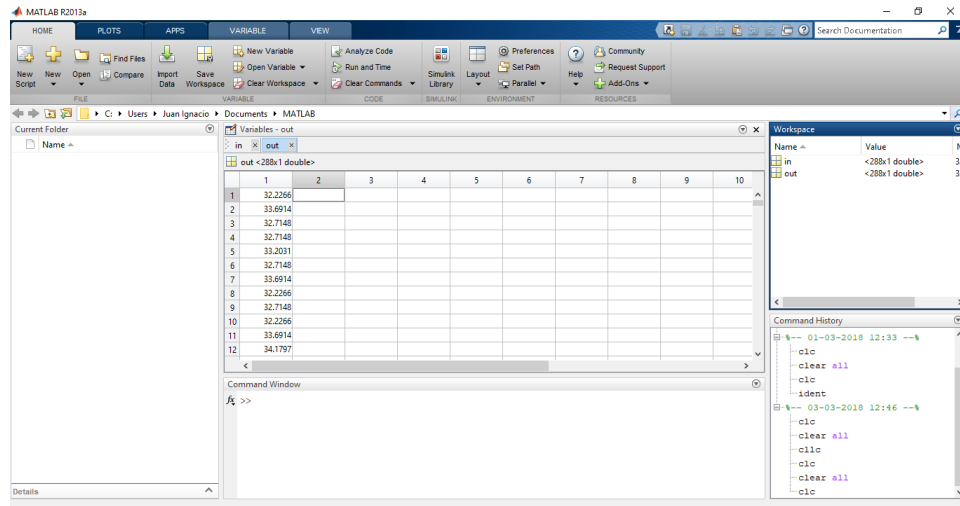 MATLAB R2013a
HOME PLOTS APPS VARIABLE VIEW
Search Documentation
New Script
New
Open
Find Files
Compare
Import Data
Save Workspace
New Variable
Open Variable
Clear Workspace
Analyze Code
Run and Time
Clear Commands
Simulink Library
Layout
Preferences
Set Path
Parallel
Help
Community
Request Support
Add-Ons
FILE VARIABLE CODE SIMULINK ENVIRONMENT RESOURCES
C: Users Juan Ignacio Documents MATLAB
Current Folder
Name
Details
Variables - out
in out
out <288x1 double>
1 2 3 4 5 6 7 8 9 10
1 32.2266
2 33.6914
3 32.7148
4 32.7148
5 33.2031
6 32.7148
7 33.6914
8 32.2266
9 32.7148
10 32.2266
11 33.6914
12 34.1797
Command Window
fx >>
Workspace
Name Value
in <288x1 double> 3
out <288x1 double> 3
Command History
%-- 01-03-2018 12:33 --%
clc
clear all
clc
ident
%-- 03-03-2018 12:46 --%
clc
clear all
cllc
clc
clear all
clc